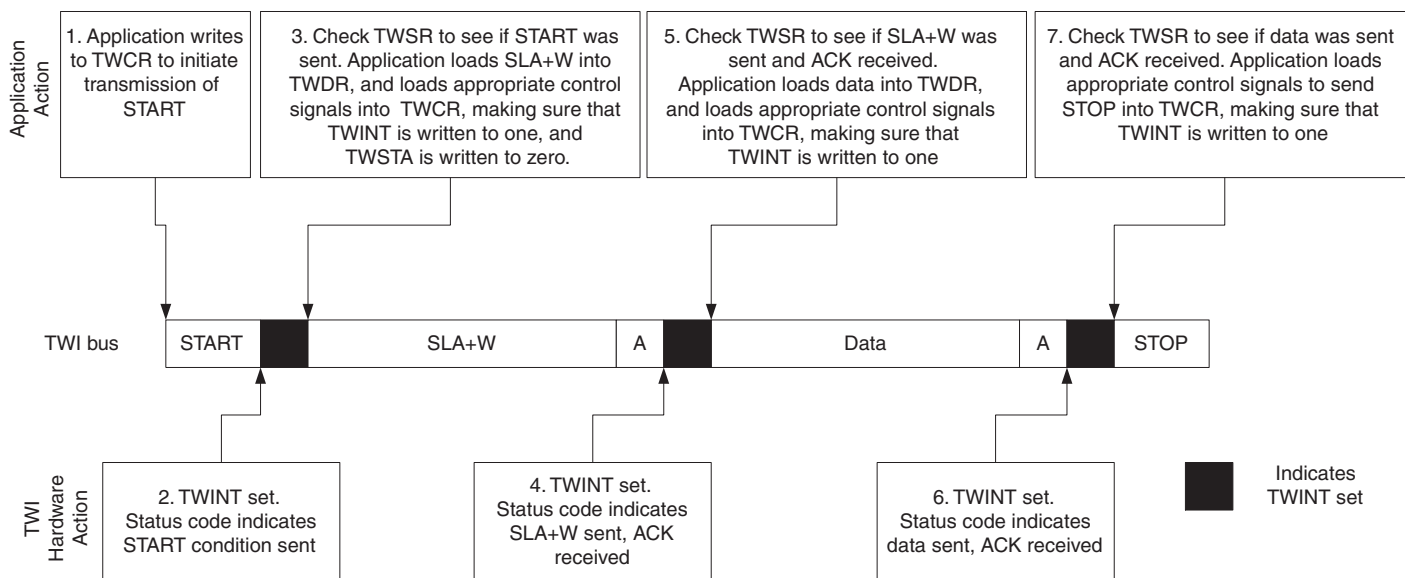 Application
Action
1. Application writes
to TWCR to initiate
transmission of
START
3. Check TWSR to see if START was
sent. Application loads SLA+W into
TWDR, and loads appropriate control
signals into TWCR, making sure that
TWINT is written to one, and
TWSTA is written to zero.
5. Check TWSR to see if SLA+W was
sent and ACK received.
Application loads data into TWDR,
and loads appropriate control signals
into TWCR, making sure that
TWINT is written to one
7. Check TWSR to see if data was sent
and ACK received. Application loads
appropriate control signals to send
STOP into TWCR, making sure that
TWINT is written to one
TWI bus
START
SLA+W
A
Data
A
STOP
TWI
Hardware
Action
2. TWINT set.
Status code indicates
START condition sent
4. TWINT set.
Status code indicates
SLA+W sent, ACK
received
6. TWINT set.
Status code indicates
data sent, ACK received
Indicates
TWINT set